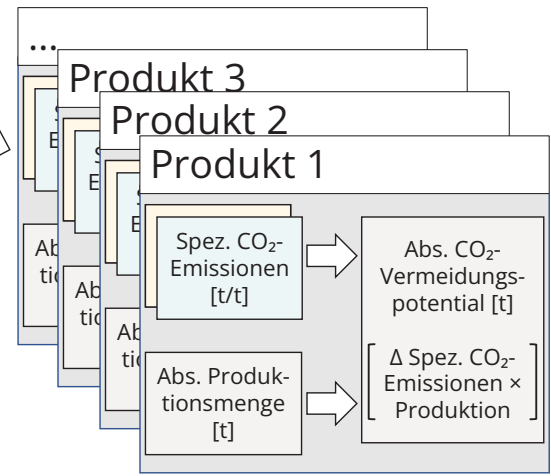 ...
Produkt 3
Produkt 2
Produkt 1
Spez. CO₂-
Emissionen
[t/t]
Abs. Produk-
tionsmenge
[t]
Abs. CO₂-
Vermeidungs-
potential [t]
Δ Spez. CO₂-
Emissionen ×
Produktion